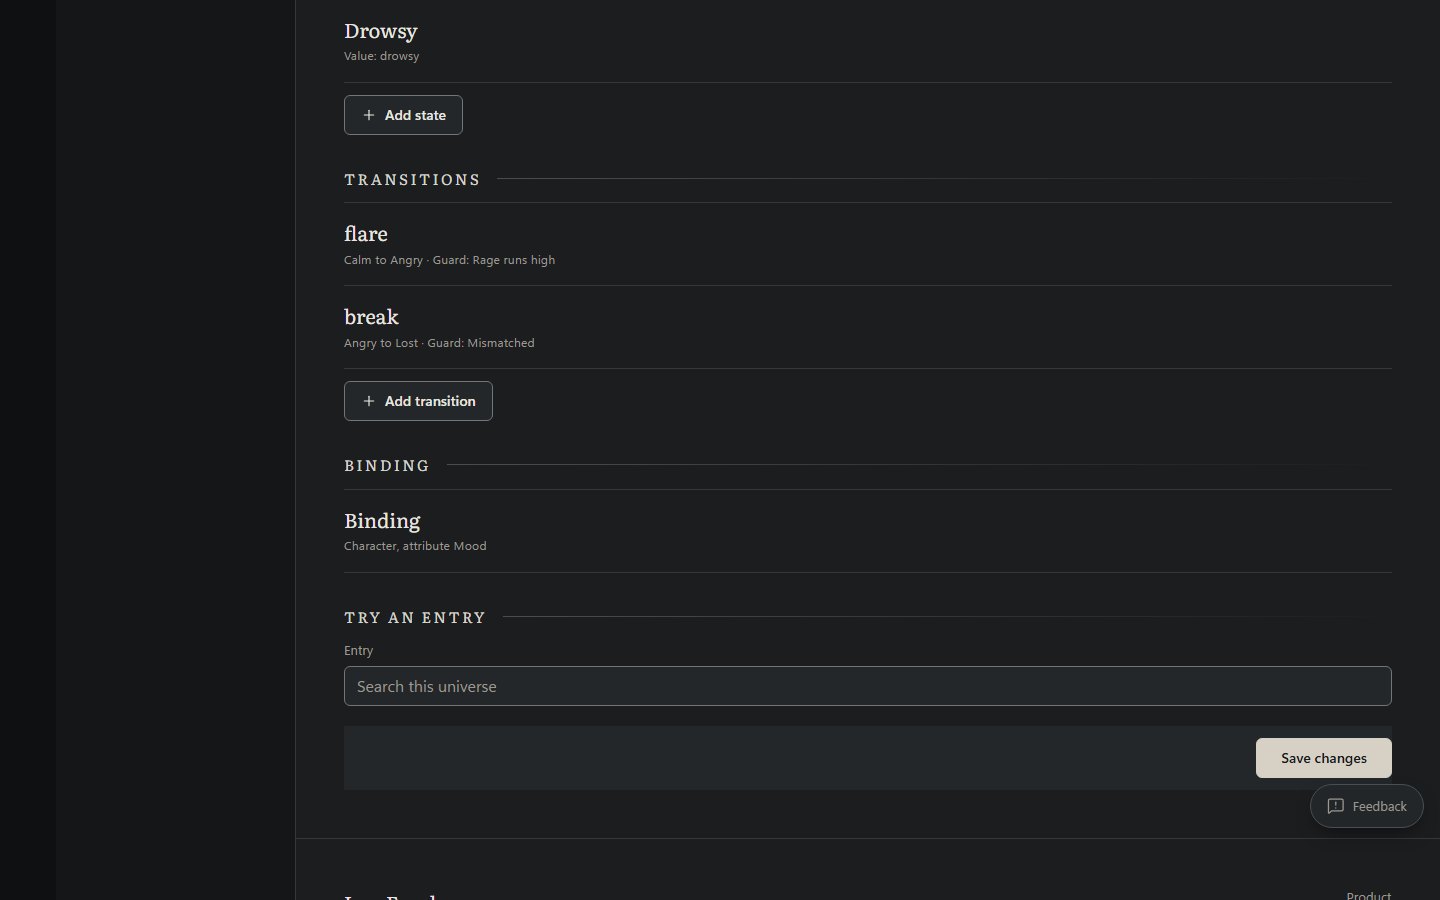 Drowsy
Value: drowsy
Add state
TRANSITIONS
flare
Calm to Angry · Guard: Rage runs high
break
Angry to Lost · Guard: Mismatched
Add transition
BINDING
Binding
Character, attribute Mood
TRY AN ENTRY
Entry
Search this universe
Save changes
Feedback
Product